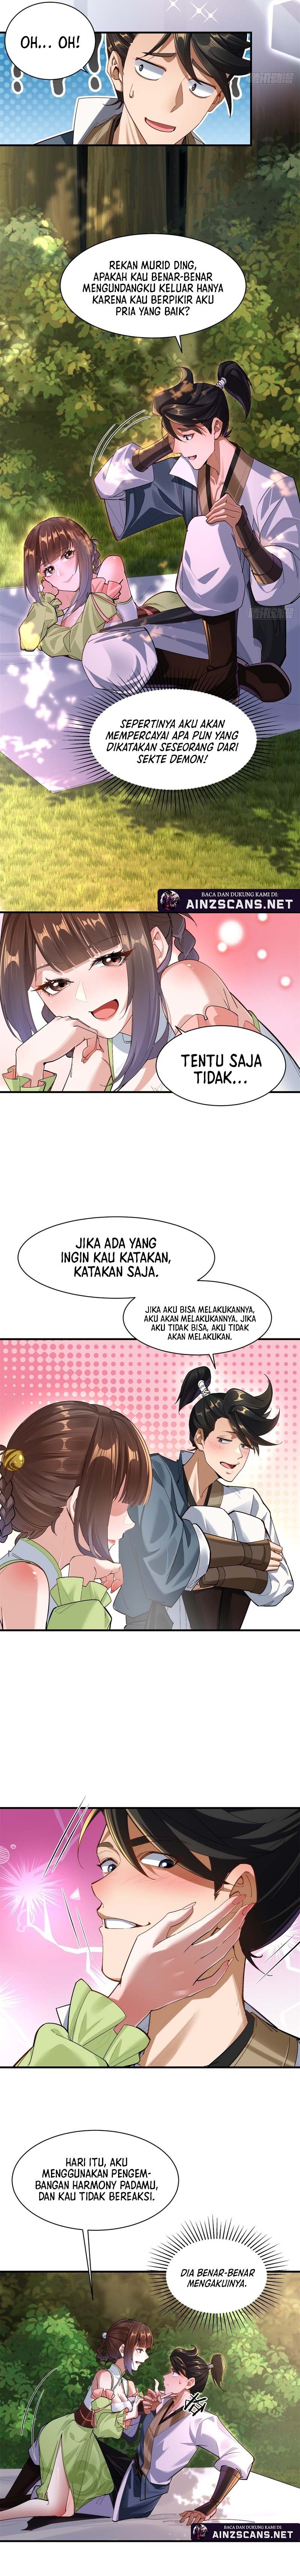 OH... OH!
REKAN MURID DING,
APAKAH KAU BENAR-BENAR
MENGUNDANGKU KELUAR HANYA
KARENA KAU BERPIKIR AKU
PRIA YANG BAIK?
SEPERTINYA AKU AKAN
MEMPERCAYAI APA PUN YANG
DIKATAKAN SESEORANG DARI
SEKTE DEMON!
BACA DAN DUKUNG KAMI DI:
AINZSCANS.NET
TENTU SAJA
TIDAK...
JIKA ADA YANG
INGIN KAU KATAKAN,
KATAKAN SAJA.
JIKA AKU BISA MELAKUKANNYA,
AKU AKAN MELAKUKANNYA. JIKA
AKU TIDAK BISA, AKU TIDAK
AKAN MELAKUKAN.
HARI ITU, AKU
MENGGUNAKAN PENGEM-
BANGAN HARMONY PADAMU,
DAN KAU TIDAK BEREAKSI.
DIA BENAR-BENAR
MENGAKUINYA.
BACA DAN DUKUNG KAMI DI:
AINZSCANS.NET